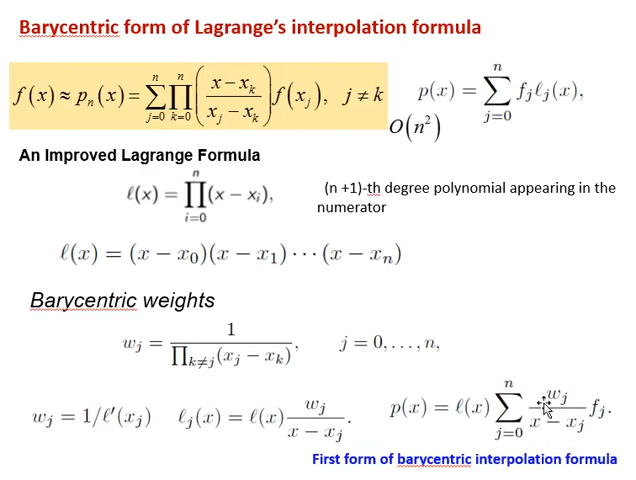 Barycentric form of Lagrange's interpolation formula
f(x) ≈ p_n(x) = ∑_{j=0}^{n} ∏_{k=0}^{n} ( (x − x_k) / (x_j − x_k) ) f(x_j), j ≠ k
p(x) = ∑_{j=0}^{n} f_j ℓ_j(x),
O(n²)
An Improved Lagrange Formula
ℓ(x) = ∏_{i=0}^{n} (x − x_i),
(n +1)-th degree polynomial appearing in the
numerator
ℓ(x) = (x − x_0)(x − x_1) ⋯ (x − x_n)
Barycentric weights
w_j = 1 / ∏_{k≠j}(x_j − x_k), j = 0, . . . , n,
w_j = 1/ℓ′(x_j) ℓ_j(x) = ℓ(x) w_j / (x − x_j). p(x) = ℓ(x) ∑_{j=0}^{n} w_j / (x − x_j) f_j.
First form of barycentric interpolation formula